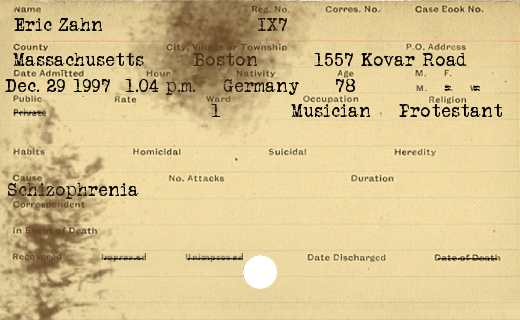 Name Reg. No. Corres. No. Case Book No.
Eric Zahn IX7
County City, Village or Township P.O. Address
Massachusetts Boston 1557 Kovar Road
Date Admitted Hour Nativity Age M. F.
Dec. 29 1997 1.04 p.m. Germany 78 M. S. W.
Public Rate Ward Occupation Religion
Private 1 Musician Protestant
Habits Homicidal Suicidal Heredity
Cause No. Attacks Duration
Schizophrenia
Correspondent
In Event of Death
Recovered Improved Unimproved Date Discharged Date of Death